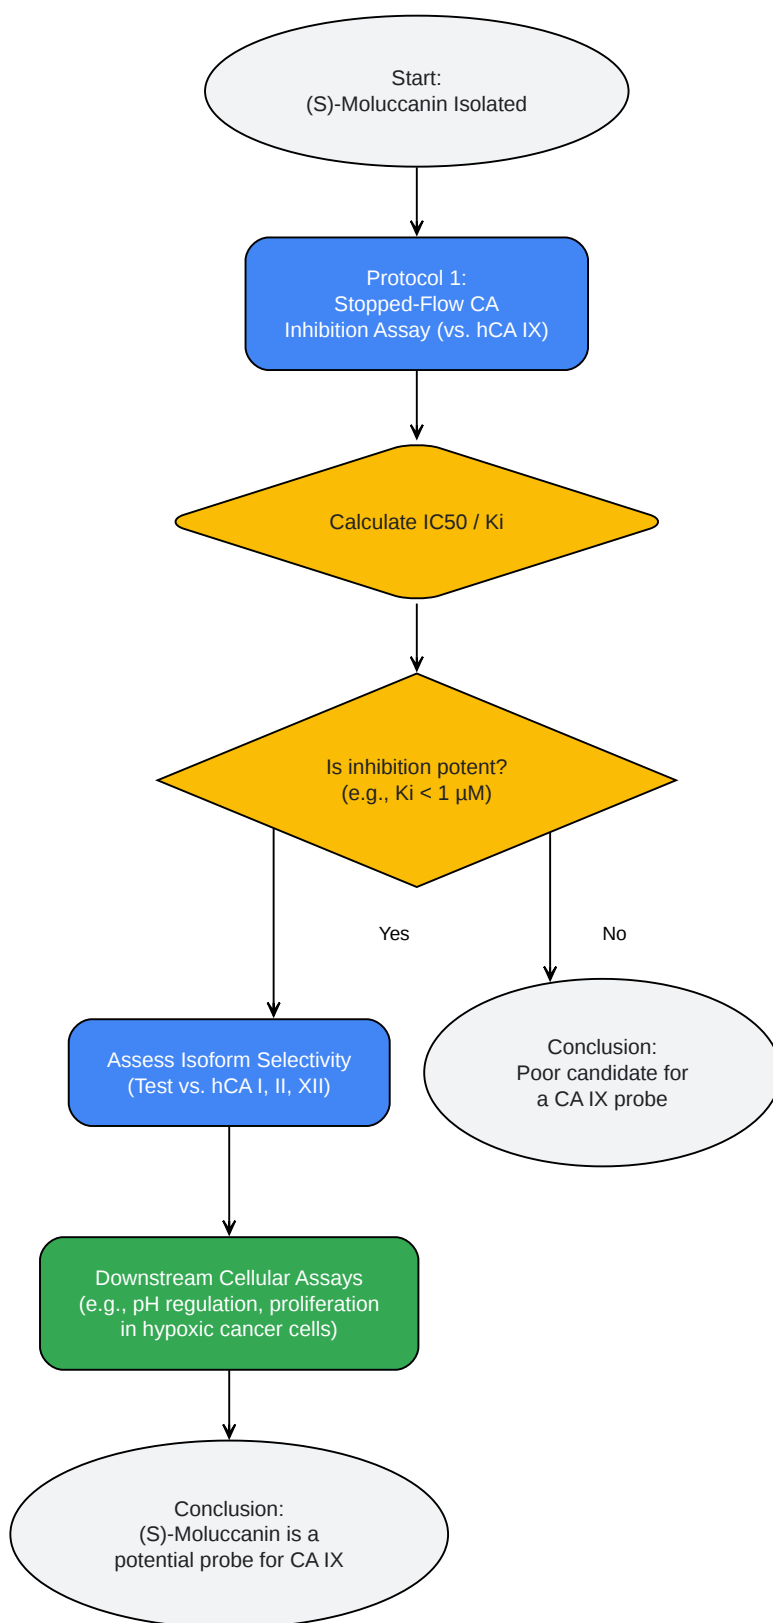 Start:
(S)-Moluccanin Isolated
Protocol 1:
Stopped-Flow CA
Inhibition Assay (vs. hCA IX)
Calculate IC50 / Ki
Is inhibition potent?
(e.g., Ki < 1 µM)
Yes
No
Assess Isoform Selectivity
(Test vs. hCA I, II, XII)
Conclusion:
Poor candidate for
a CA IX probe
Downstream Cellular Assays
(e.g., pH regulation, proliferation
in hypoxic cancer cells)
Conclusion:
(S)-Moluccanin is a
potential probe for CA IX